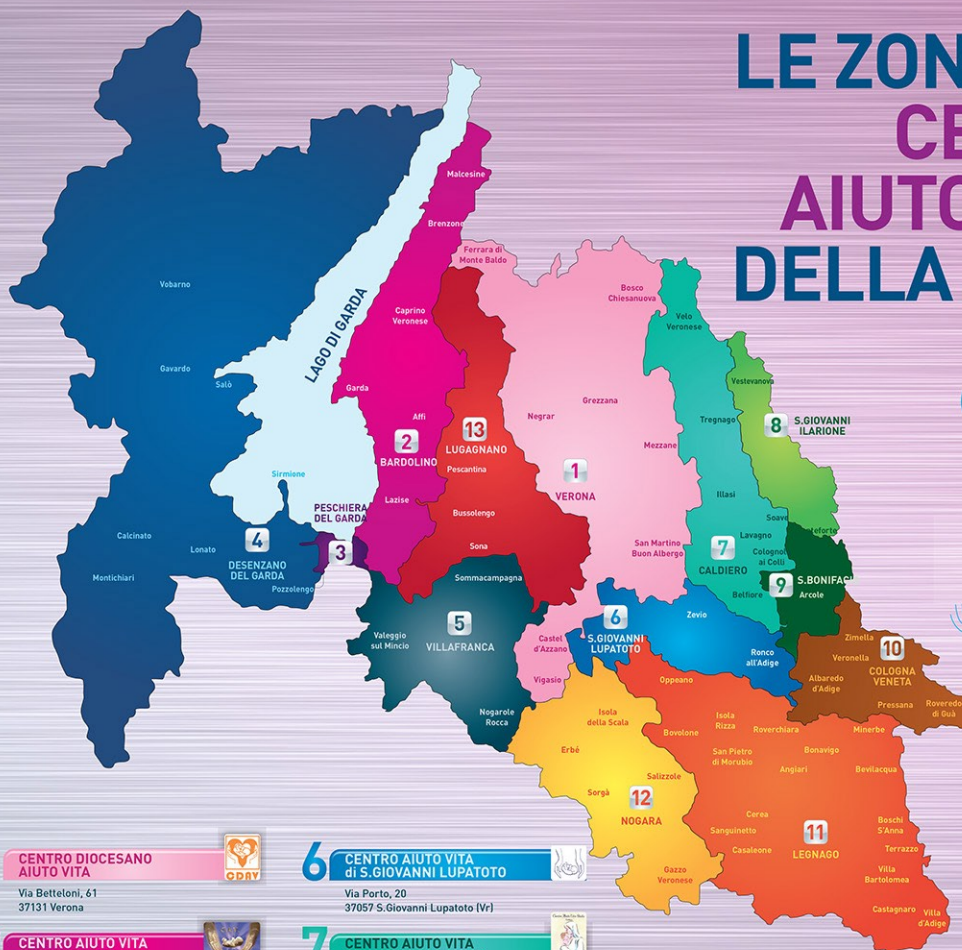 LE ZON
CE
AIUTO
DELLA
Malcesine
Brenzone
Ferrara di
Monte Baldo
Bosco
Chiesanuova
Vobarno
LAGO DI GARDA
Caprino
Veronese
Velo
Veronese
Gavardo
Salò
Garda
Vestevanova
Affi
Negrar
Grezzana
Tregnago
8 S.GIOVANNI
ILARIONE
2
BARDOLINO
13
LUGAGNANO
Mezzane
Pescantina
1
VERONA
Sirmione
Lazise
Illasi
PESCHIERA
DEL GARDA
Bussolengo
Soave
Calcinato
Lonato
4
DESENZANO
DEL GARDA
3
Sona
San Martino
Buon Albergo
7
CALDIERO
Lavagno
Colognola
ai Colli
Montichiari
Pozzolengo
Sommacampagna
Belfiore
9 S.BONIFAC
Arcole
5
VILLAFRANCA
Valeggio
sul Mincio
6
S.GIOVANNI
LUPATOTO
Zevio
Castel
d'Azzano
Ronco
all'Adige
Zimella
10
COLOGNA
VENETA
Veronella
Vigasio
Oppeano
Albaredo
d'Adige
Pressana
Roveredo
di Guà
Nogarole
Rocca
Isola
della Scala
Bovolone
Isola
Rizza
Roverchiara
Minerbe
Erbé
San Pietro
di Morubio
Bonavigo
Angiari
Bevilacqua
Salizzole
Sorgà
12
NOGARA
Cerea
Sanguinetto
Casaleone
11
LEGNAGO
Boschi
S'Anna
Terrazzo
Gazzo
Veronese
Villa
Bartolomea
Castagnaro
Villa
d'Adige
CENTRO DIOCESANO
AIUTO VITA
CDAV
Via Betteloni, 61
37131 Verona
6 CENTRO AIUTO VITA
di S.GIOVANNI LUPATOTO
Via Porto, 20
37057 S.Giovanni Lupatoto (Vr)
CENTRO AIUTO VITA
7 CENTRO AIUTO VITA